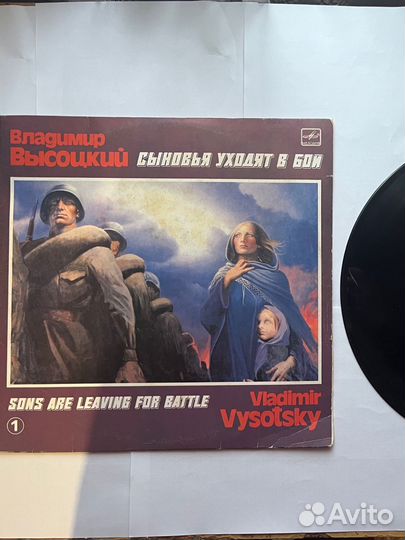 Владимир
Высоцкий СЫНОВЬЯ УХОДЯТ В БОЙ
SONS ARE LEAVING FOR BATTLE
Vladimir
Vysotsky
1
Avito